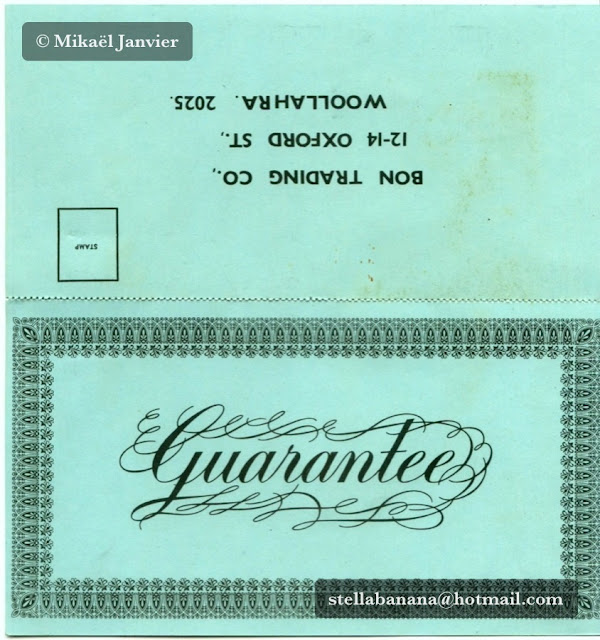 © Mikaël Janvier
BON TRADING CO.,
12-14 OXFORD ST.,
WOOLLAHRA. 2025.
STAMP
Guarantee
stellabanana@hotmail.com